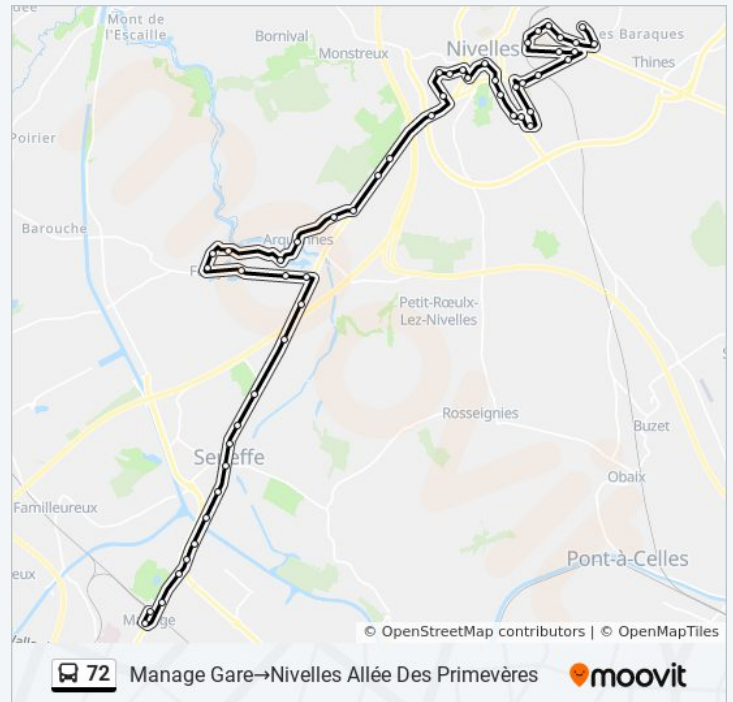 Mont de
l'Escaille
Bornival
Monstreux
Nivelles
Les Baraques
Thines
Poirier
Barouche
Arquennes
Petit-Rœulx-
Lez-Nivelles
Rosseignies
Buzet
Seneffe
Obaix
Familleureux
Pont-à-Celles
eux
Manage
© OpenStreetMap contributors | © OpenMapTiles
72 Manage Gare→Nivelles Allée Des Primevères moovit